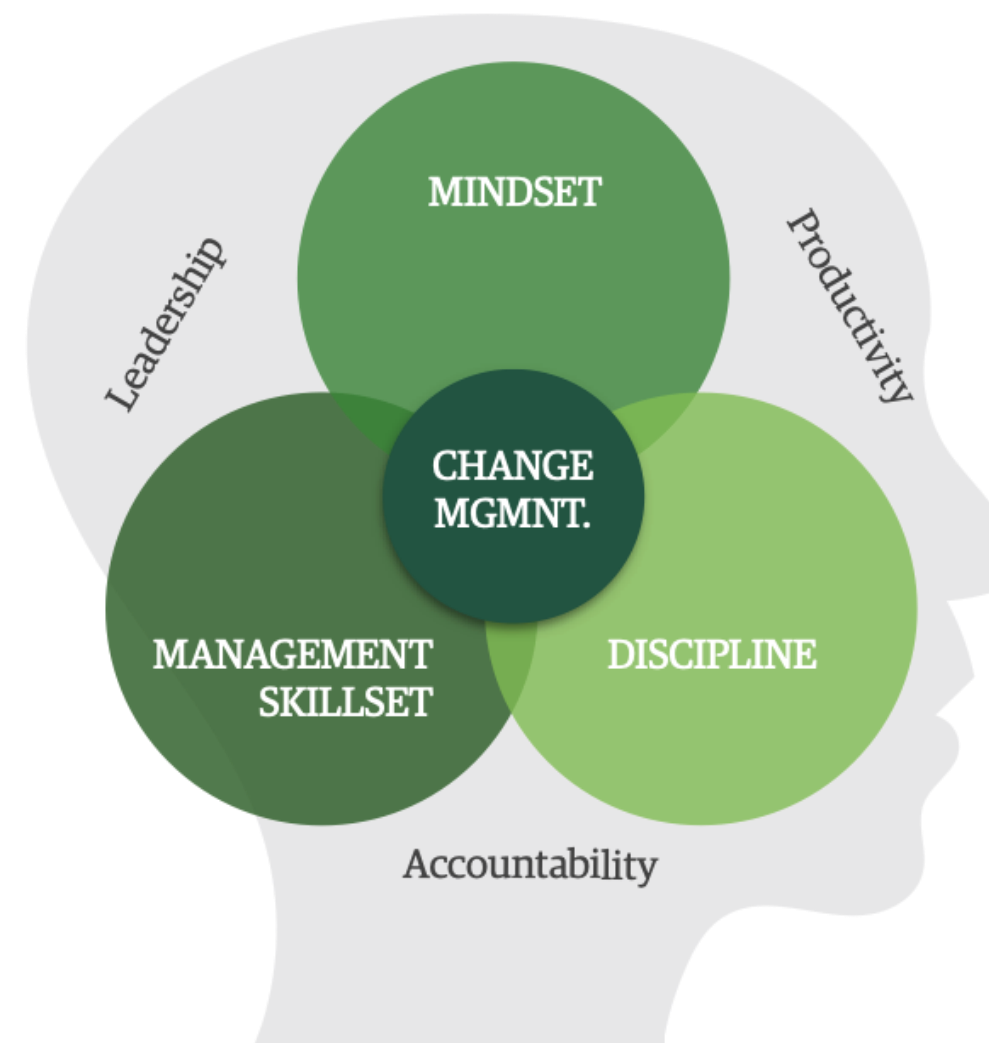 MINDSET
Leadership
Productivity
CHANGE
MGMNT.
MANAGEMENT
SKILLSET
DISCIPLINE
Accountability